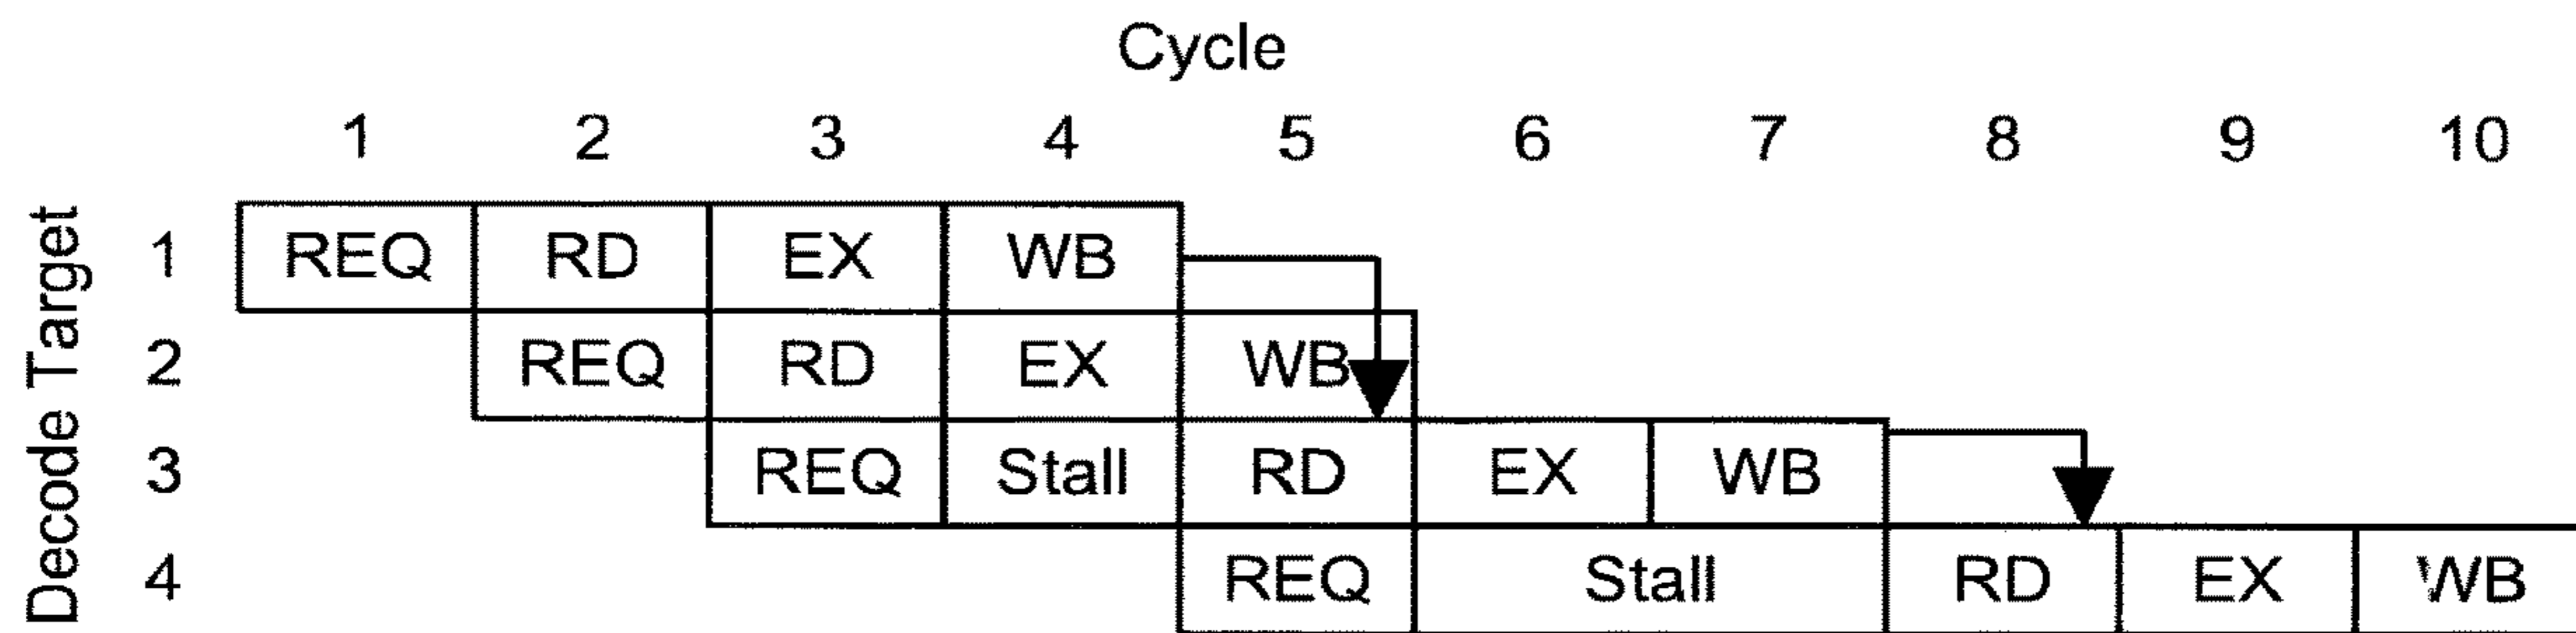 Cycle
1 2 3 4 5 6 7 8 9 10
Decode Target
1 REQ RD EX WB
2 REQ RD EX WB
3 REQ Stall RD EX WB
4 REQ Stall RD EX WB